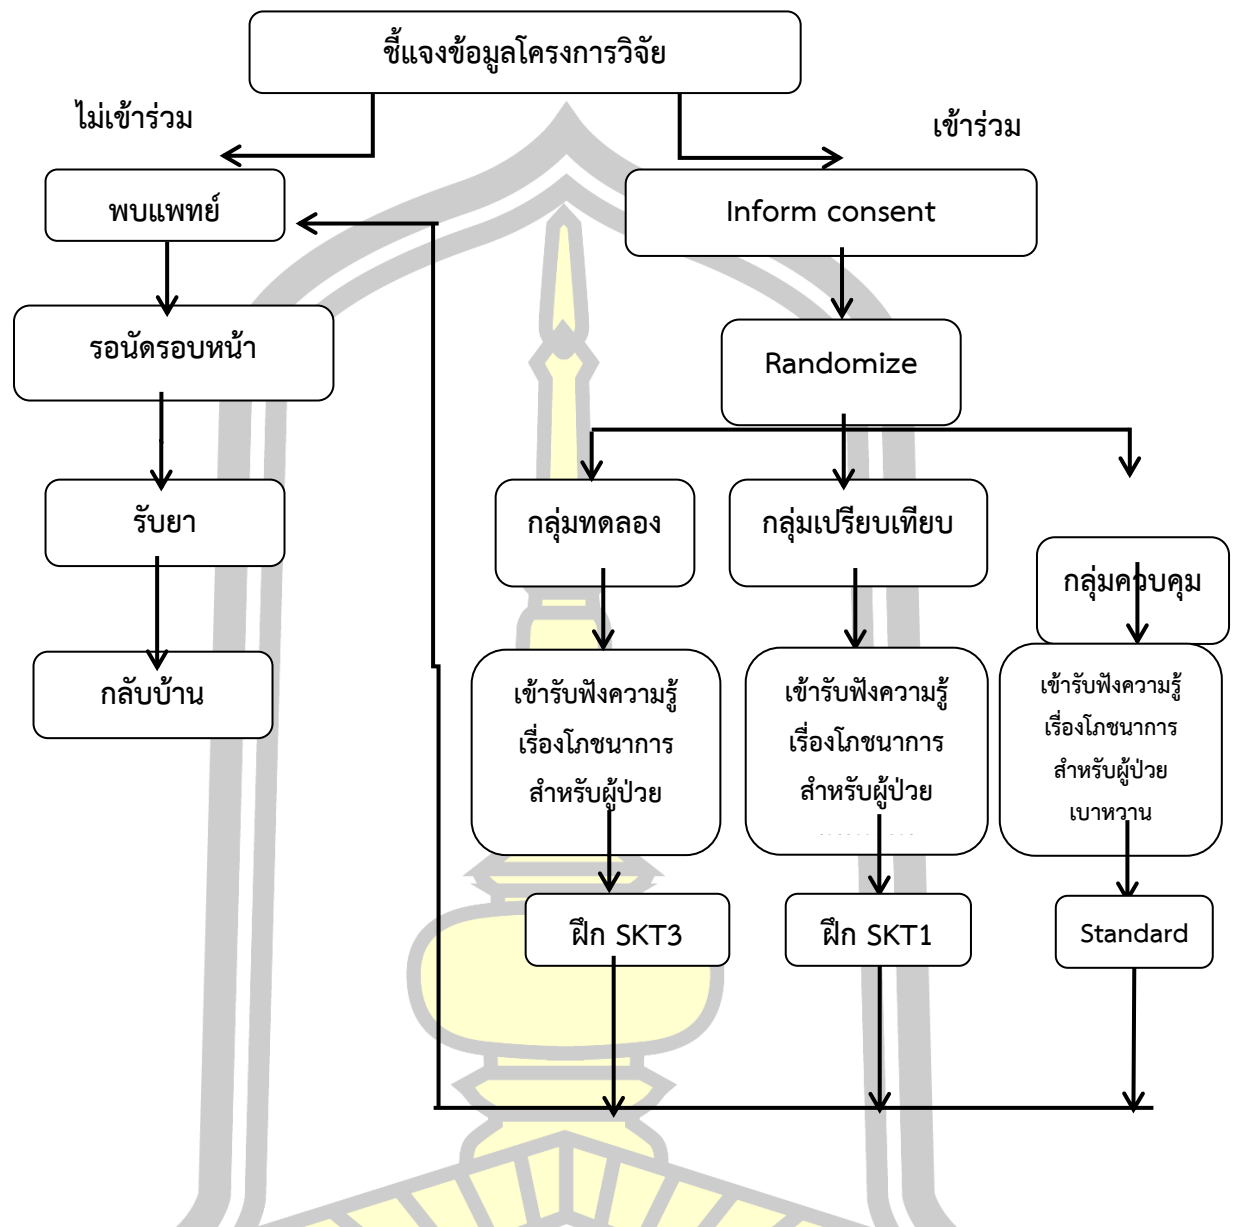 ชี้แจงข้อมูลโครงการวิจัย
ไม่เข้าร่วม
เข้าร่วม
พบแพทย์
Inform consent
รอนัดรอบหน้า
Randomize
รับยา
กลุ่มทดลอง
กลุ่มเปรียบเทียบ
กลุ่มควบคุม
กลับบ้าน
เข้ารับฟังความรู้
เรื่องโภชนาการ
สำหรับผู้ป่วย
เข้ารับฟังความรู้
เรื่องโภชนาการ
สำหรับผู้ป่วย
เข้ารับฟังความรู้
เรื่องโภชนาการ
สำหรับผู้ป่วย
เบาหวาน
ฝึก SKT3
ฝึก SKT1
Standard